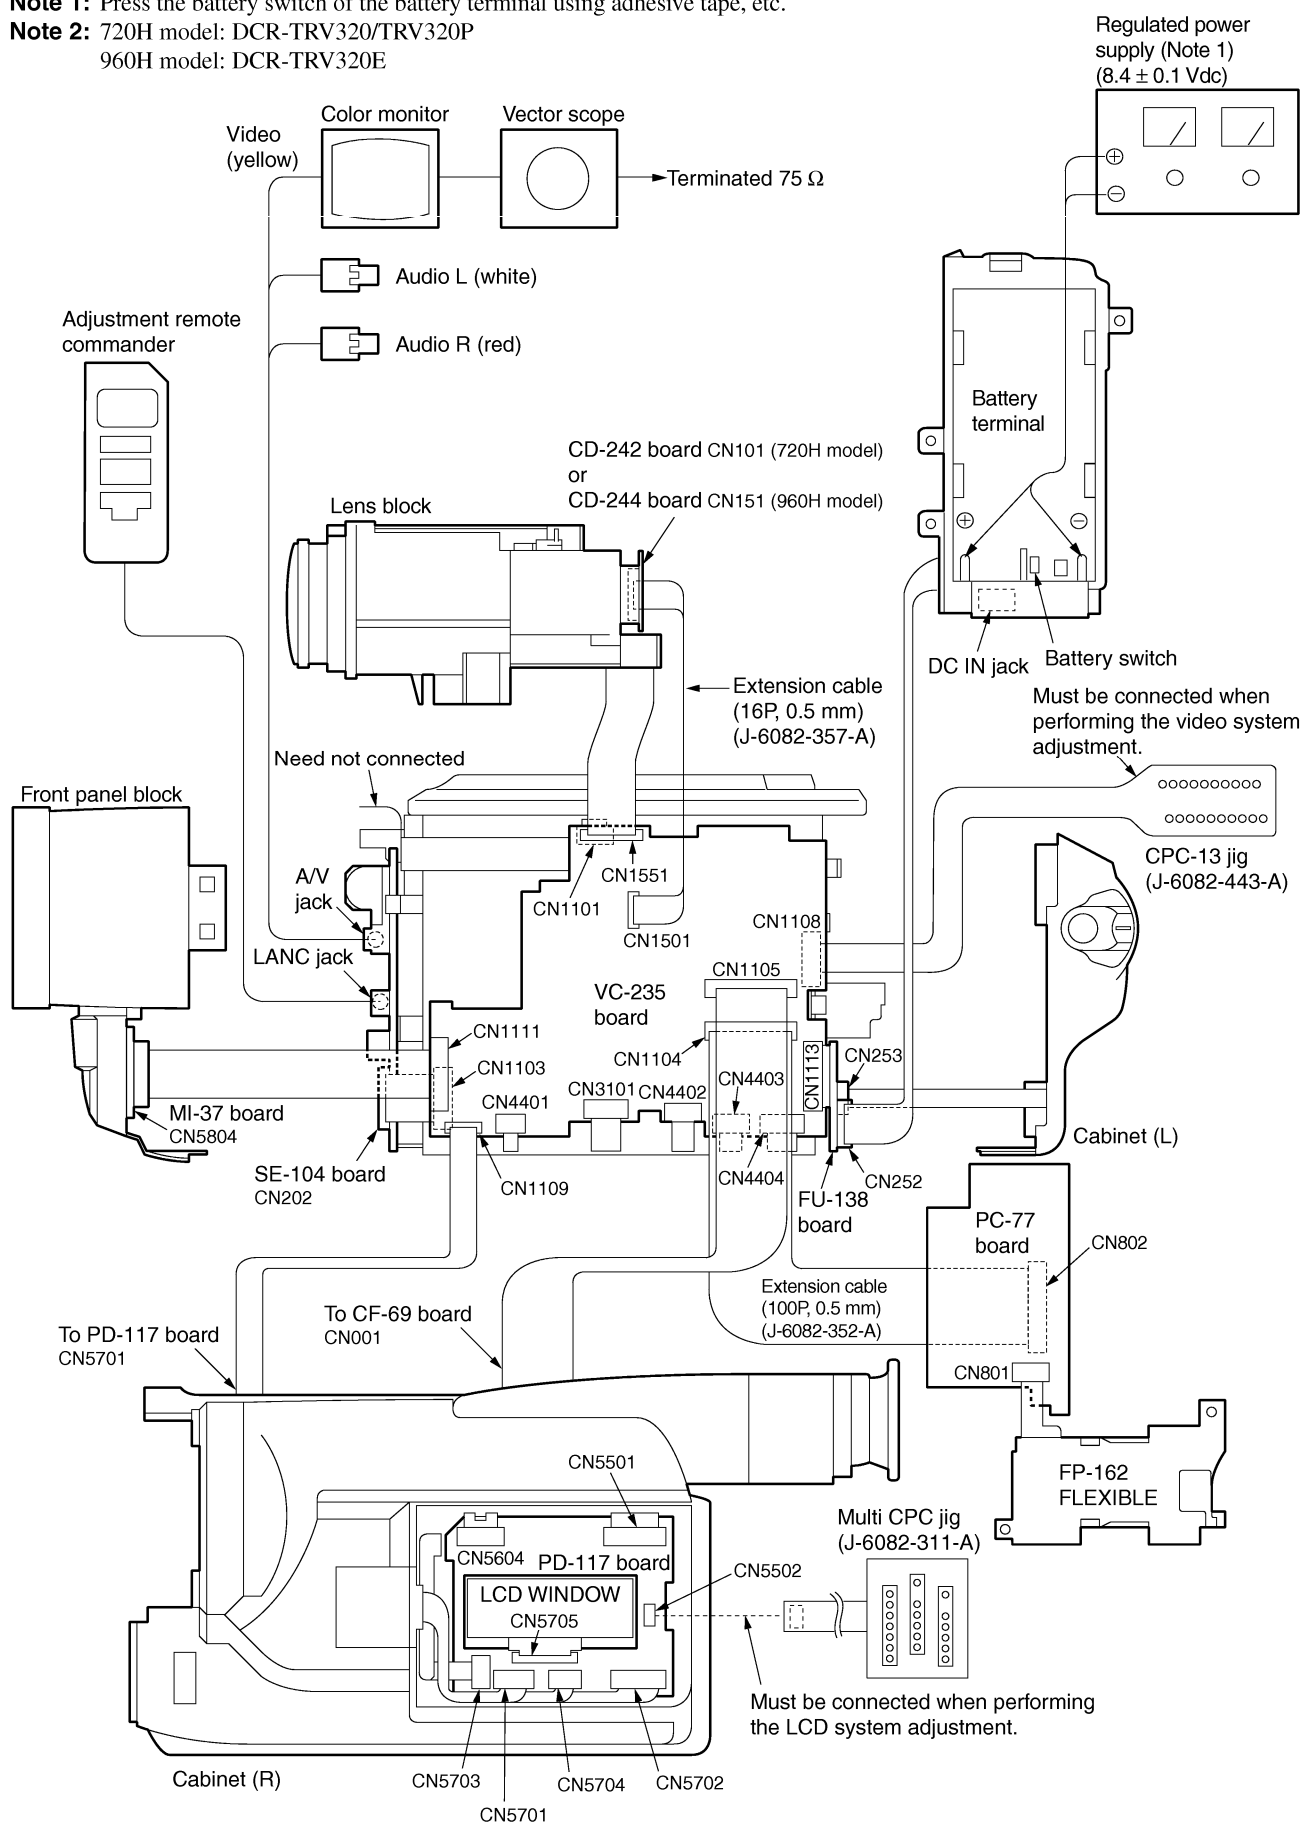 Note 1: Press the battery switch of the battery terminal using adhesive tape, etc.
Note 2: 720H model: DCR-TRV320/TRV320P
960H model: DCR-TRV320E
Regulated power
supply (Note 1)
(8.4 ± 0.1 Vdc)
Color monitor
Vector scope
Video
(yellow)
Terminated 75 Ω
Audio L (white)
Audio R (red)
Adjustment remote
commander
Battery
terminal
CD-242 board CN101 (720H model)
or
CD-244 board CN151 (960H model)
Lens block
DC IN jack
Battery switch
Extension cable
(16P, 0.5 mm)
(J-6082-357-A)
Must be connected when
performing the video system
adjustment.
Need not connected
Front panel block
CPC-13 jig
(J-6082-443-A)
A/V
jack
CN1551
CN1101
CN1501
CN1108
LANC jack
CN1105
VC-235
board
CN1111
CN1104
CN1113
CN253
CN1103
CN3101
CN4402
CN4403
CN4401
MI-37 board
CN5804
Cabinet (L)
SE-104 board
CN202
CN1109
CN4404
CN252
FU-138
board
PC-77
board
CN802
Extension cable
(100P, 0.5 mm)
(J-6082-352-A)
To CF-69 board
CN001
To PD-117 board
CN5701
CN801
FP-162
FLEXIBLE
CN5501
Multi CPC jig
(J-6082-311-A)
CN5604
PD-117 board
CN5502
LCD WINDOW
CN5705
Must be connected when performing
the LCD system adjustment.
Cabinet (R)
CN5703
CN5704
CN5702
CN5701